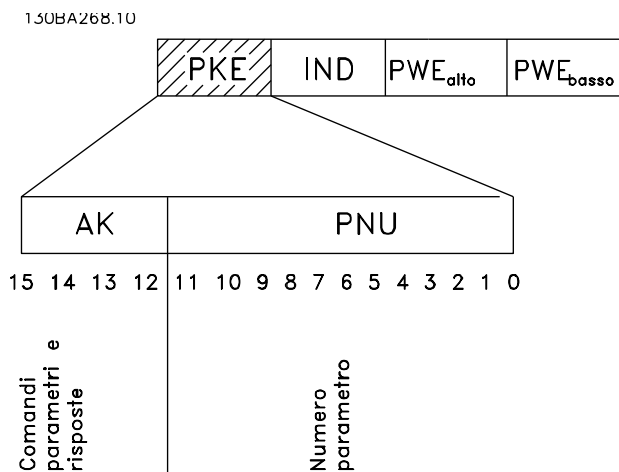 130BA268.10
PKE IND PWEalto PWEbasso
AK PNU
15 14 13 12 11 10 9 8 7 6 5 4 3 2 1 0
Comandi
parametri e
risposte
Numero
parametro